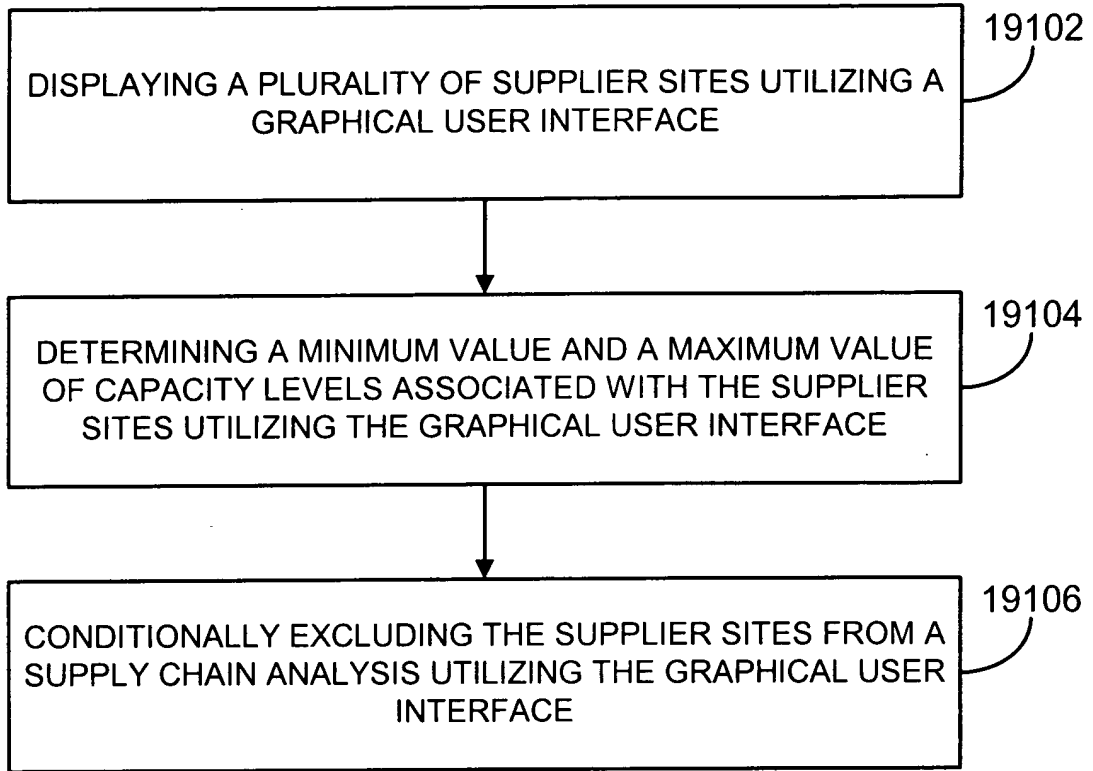 19102
DISPLAYING A PLURALITY OF SUPPLIER SITES UTILIZING A
GRAPHICAL USER INTERFACE
19104
DETERMINING A MINIMUM VALUE AND A MAXIMUM VALUE
OF CAPACITY LEVELS ASSOCIATED WITH THE SUPPLIER
SITES UTILIZING THE GRAPHICAL USER INTERFACE
19106
CONDITIONALLY EXCLUDING THE SUPPLIER SITES FROM A
SUPPLY CHAIN ANALYSIS UTILIZING THE GRAPHICAL USER
INTERFACE